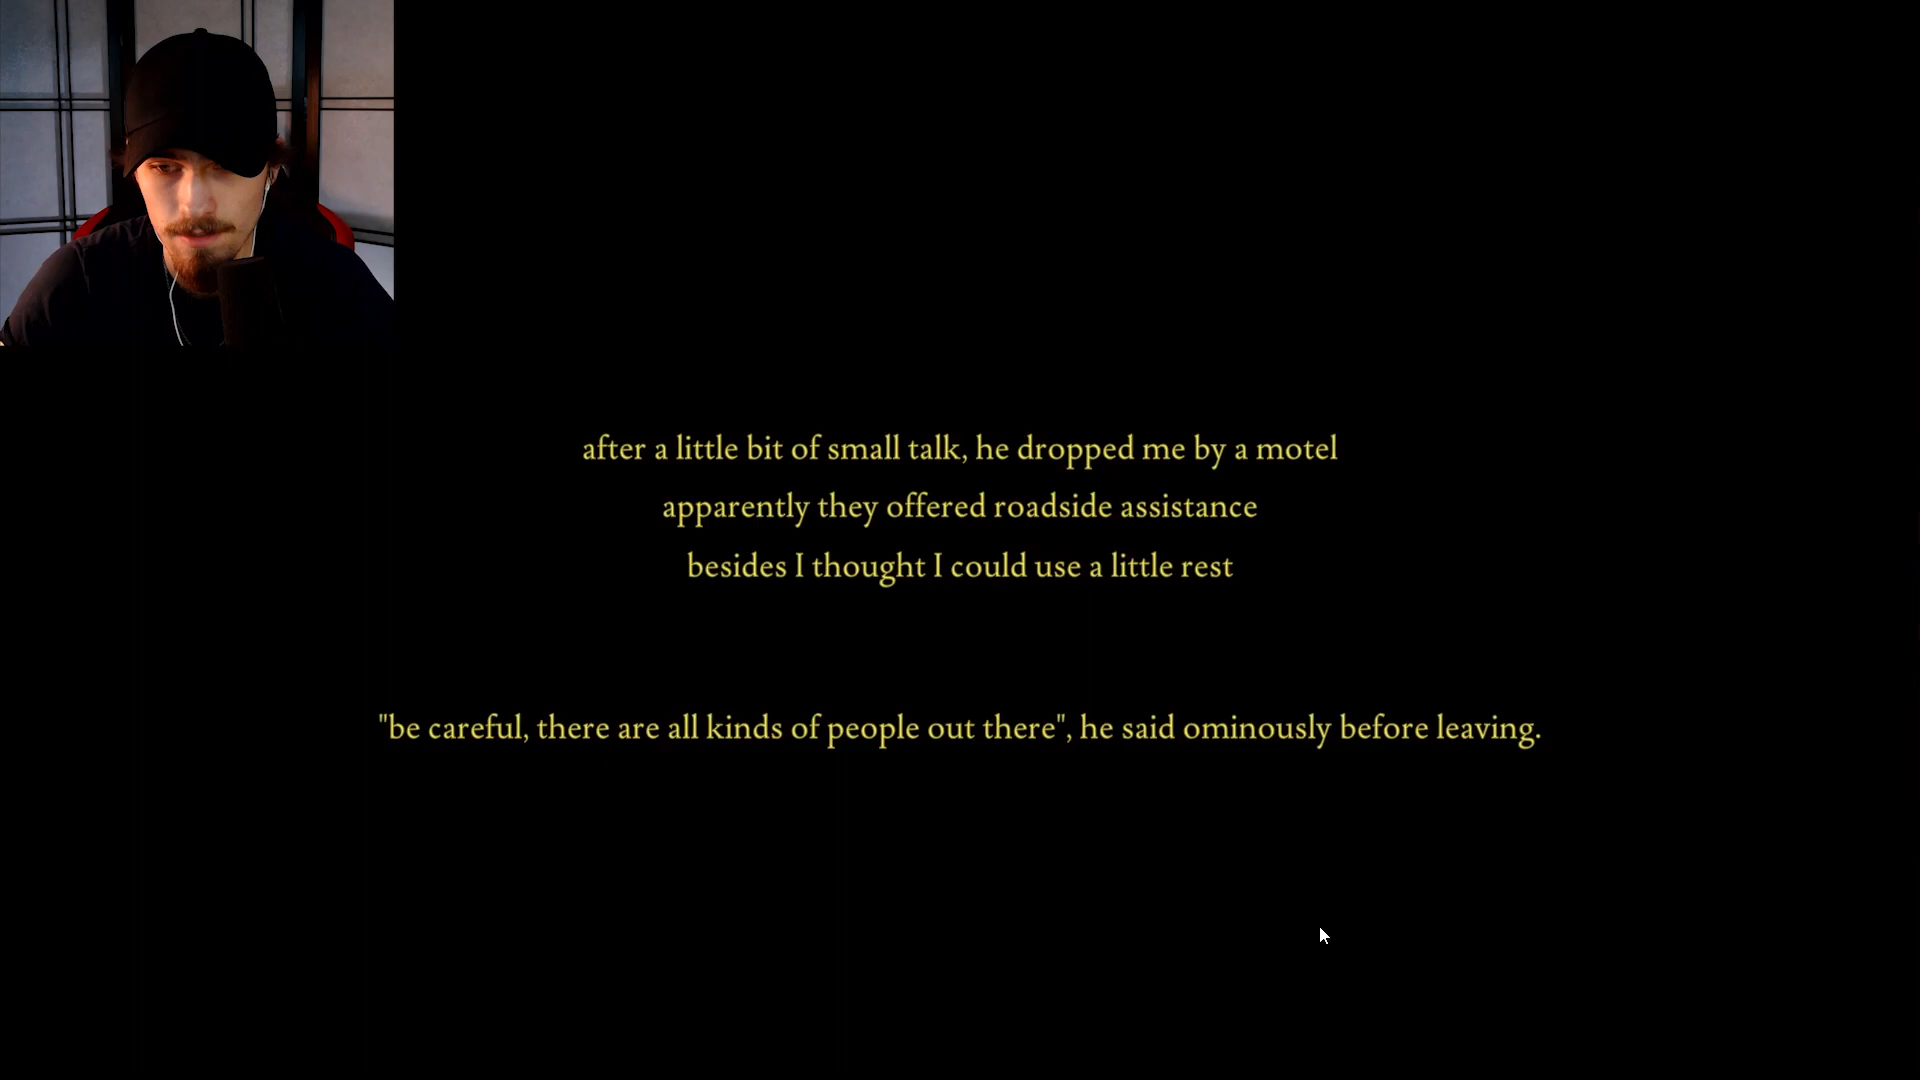 after a little bit of small talk, he dropped me by a motel
apparently they offered roadside assistance
besides I thought I could use a little rest
"be careful, there are all kinds of people out there", he said ominously before leaving.